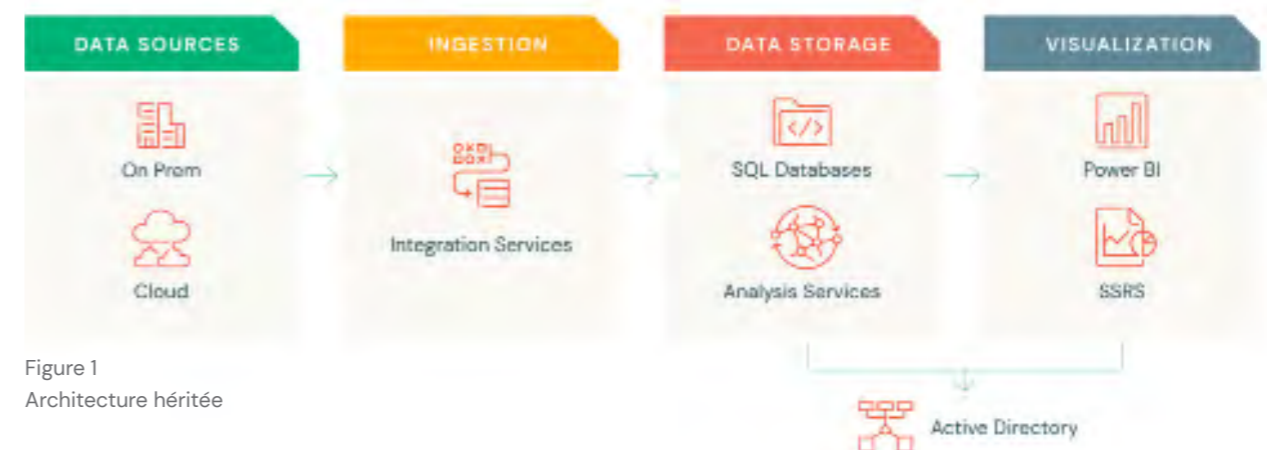 DATA SOURCES
INGESTION
DATA STORAGE
VISUALIZATION
On Prem
Cloud
Integration Services
SQL Databases
Analysis Services
Power BI
SSRS
Figure 1
Architecture héritée
Active Directory